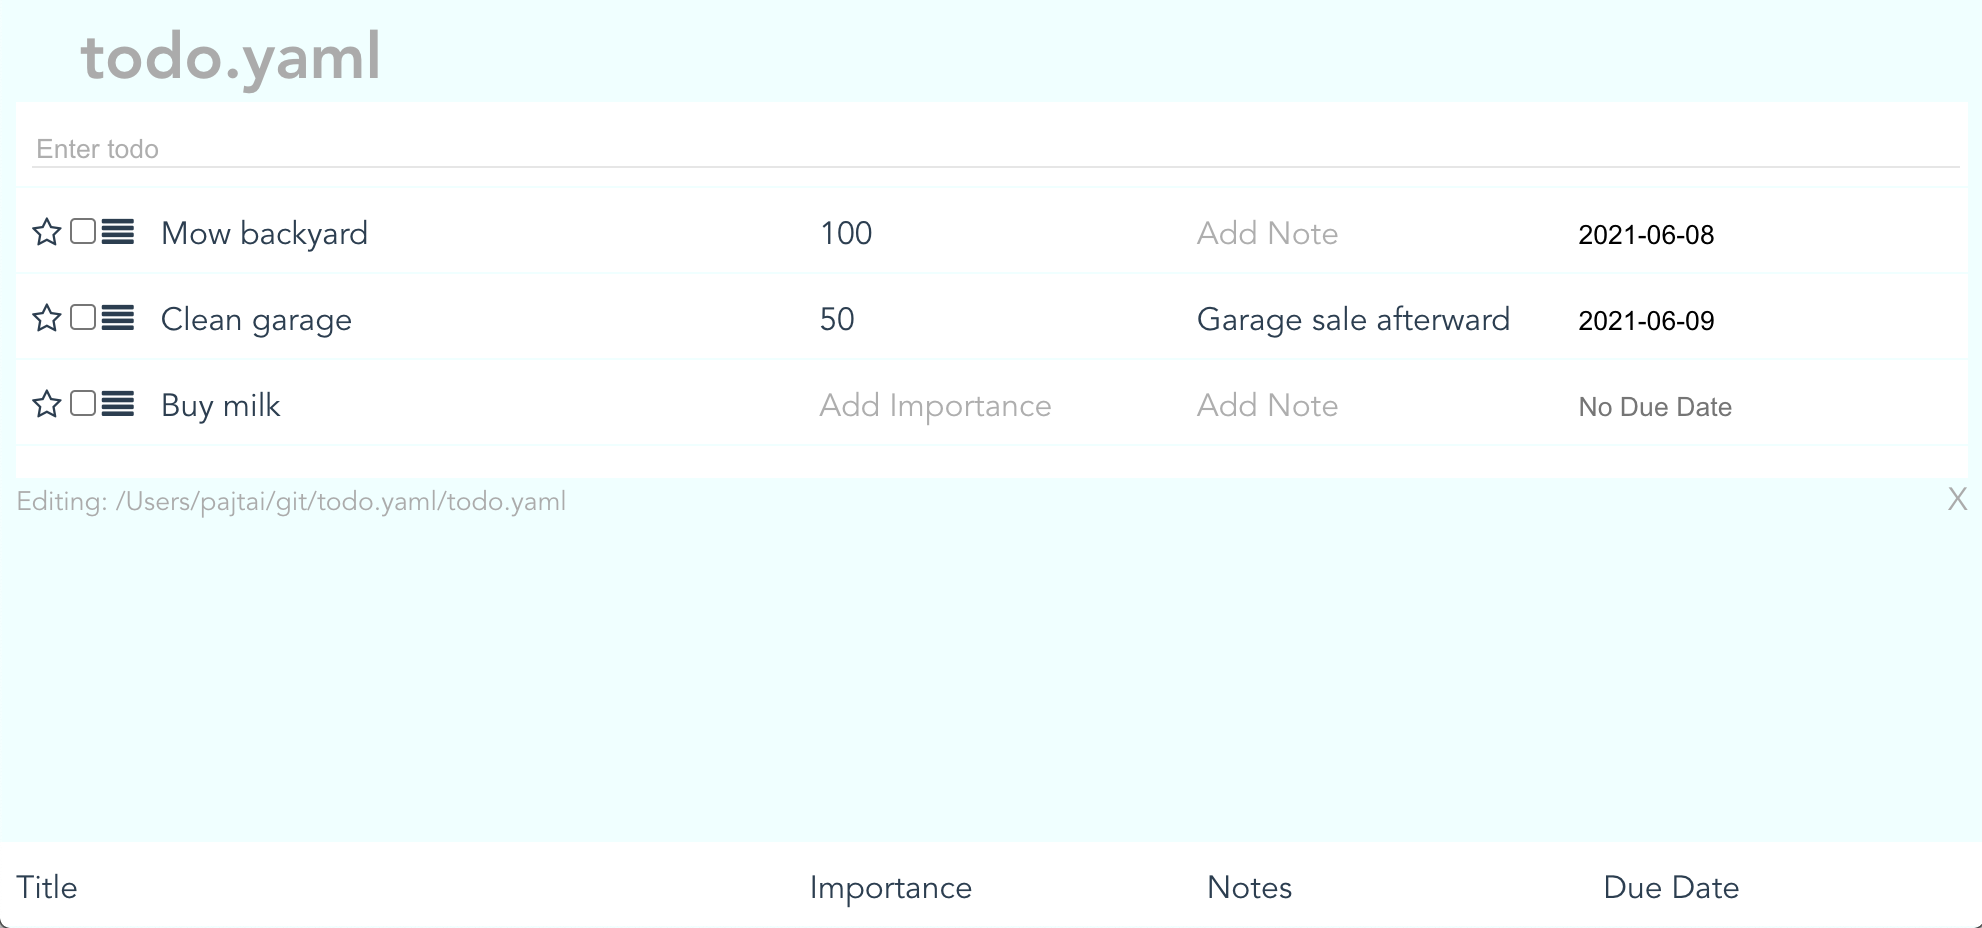 todo.yaml
Enter todo
Mow backyard 100 Add Note 2021-06-08
Clean garage 50 Garage sale afterward 2021-06-09
Buy milk Add Importance Add Note No Due Date
Editing: /Users/pajtai/git/todo.yaml/todo.yaml X
Title Importance Notes Due Date